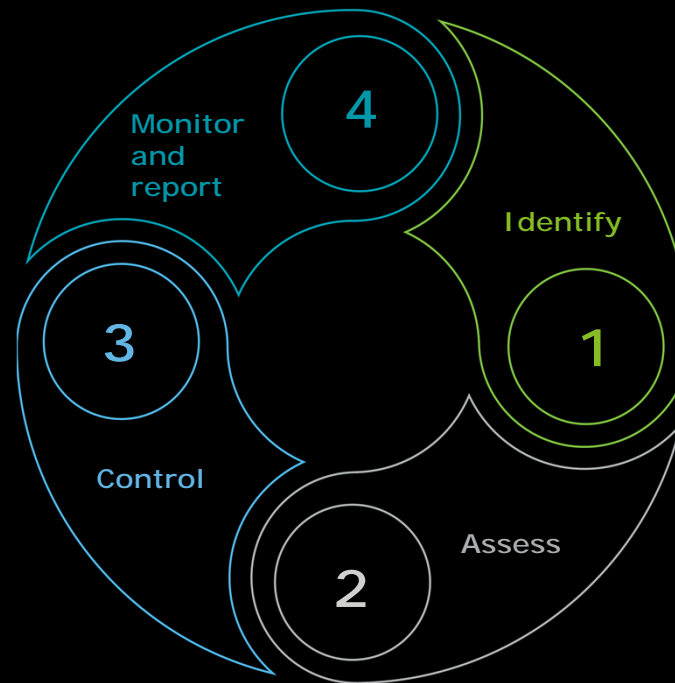 4
Monitor
and
report
Identify
1
3
Control
Assess
2